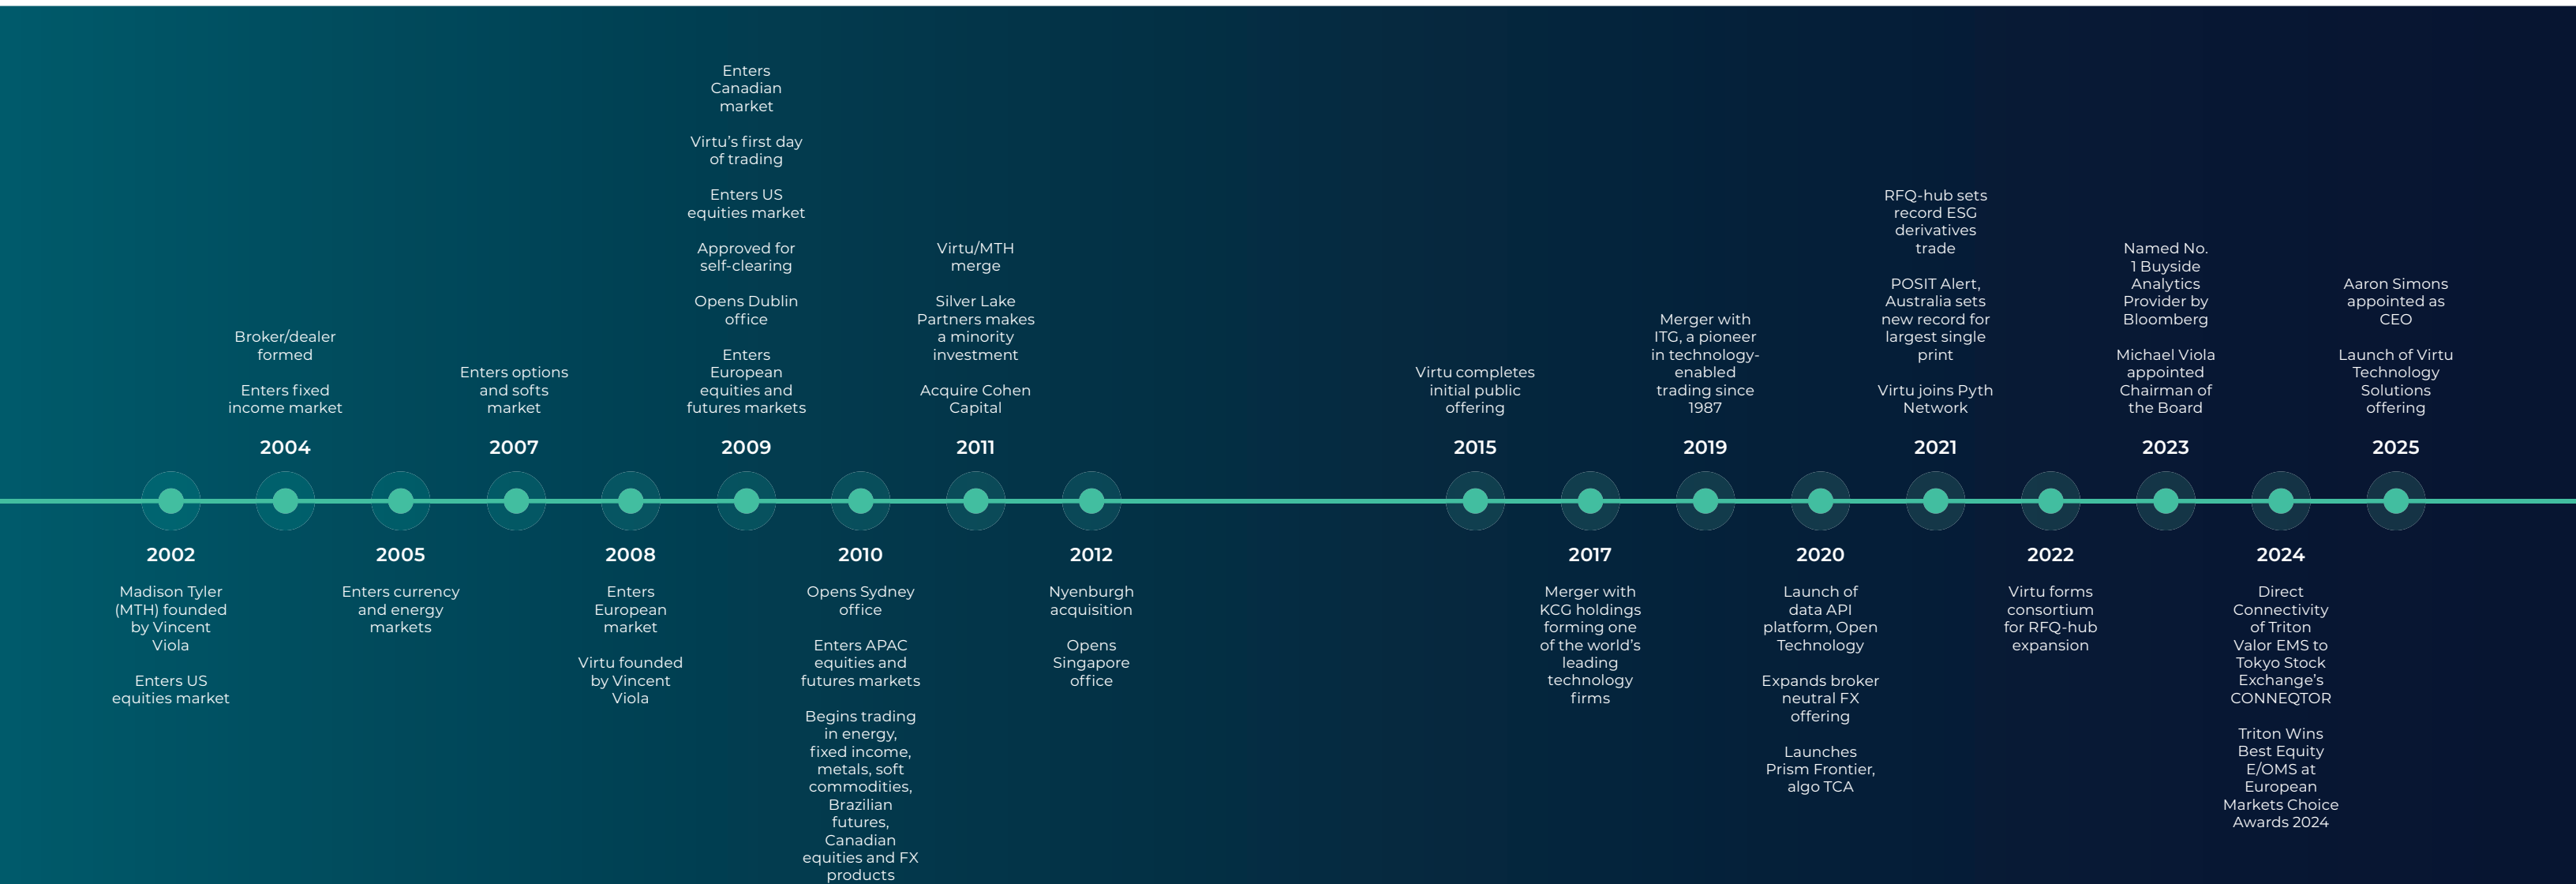 2002
Madison Tyler
(MTH) founded
by Vincent
Viola
Enters US
equities market
Broker/dealer
formed
Enters fixed
income market
2004
2005
Enters currency
and energy
markets
Enters options
and softs
market
2007
2008
Enters
European
market
Virtu founded
by Vincent
Viola
Enters
Canadian
market
Virtu’s first day
of trading
Enters US
equities market
Approved for
self-clearing
Opens Dublin
office
Enters
European
equities and
futures markets
2009
2010
Opens Sydney
office
Enters APAC
equities and
futures markets
Begins trading
in energy,
fixed income,
metals, soft
commodities,
Brazilian
futures,
Canadian
equities and FX
products
Virtu/MTH
merge
Silver Lake
Partners makes
a minority
investment
Acquire Cohen
Capital
2011
2012
Nyenburgh
acquisition
Opens
Singapore
office
Virtu completes
initial public
offering
2015
2017
Merger with
KCG holdings
forming one
of the world’s
leading
technology
firms
Merger with
ITG, a pioneer
in technology-
enabled
trading since
1987
2019
2020
Launch of
data API
platform, Open
Technology
Expands broker
neutral FX
offering
Launches
Prism Frontier,
algo TCA
RFQ-hub sets
record ESG
derivatives
trade
POSIT Alert,
Australia sets
new record for
largest single
print
Virtu joins Pyth
Network
2021
2022
Virtu forms
consortium
for RFQ-hub
expansion
Named No.
1 Buyside
Analytics
Provider by
Bloomberg
Michael Viola
appointed
Chairman of
the Board
2023
2024
Direct
Connectivity
of Triton
Valor EMS to
Tokyo Stock
Exchange’s
CONNEQTOR
Triton Wins
Best Equity
E/OMS at
European
Markets Choice
Awards 2024
Aaron Simons
appointed as
CEO
Launch of Virtu
Technology
Solutions
offering
2025